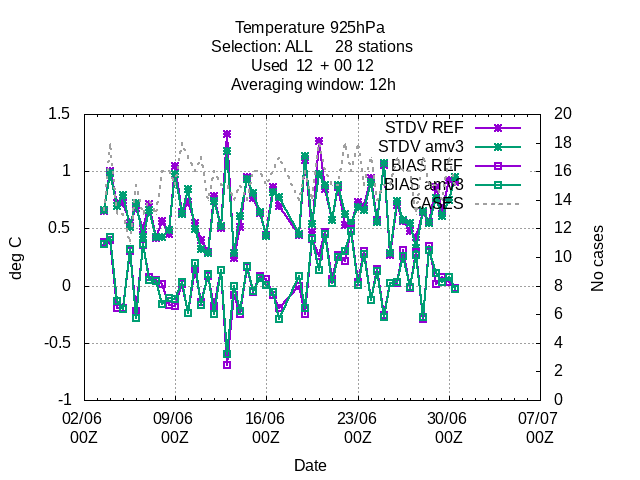 Temperature 925hPa
Selection: ALL 28 stations
Used 12 + 00 12
Averaging window: 12h
1.5
1
0.5
0
-0.5
-1
deg C
20
18
16
14
12
10
8
6
4
2
0
No cases
STDV REF
STDV amv3
BIAS REF
BIAS amv3
CASES
02/06 09/06 16/06 23/06 30/06 07/07
00Z 00Z 00Z 00Z 00Z 00Z
Date